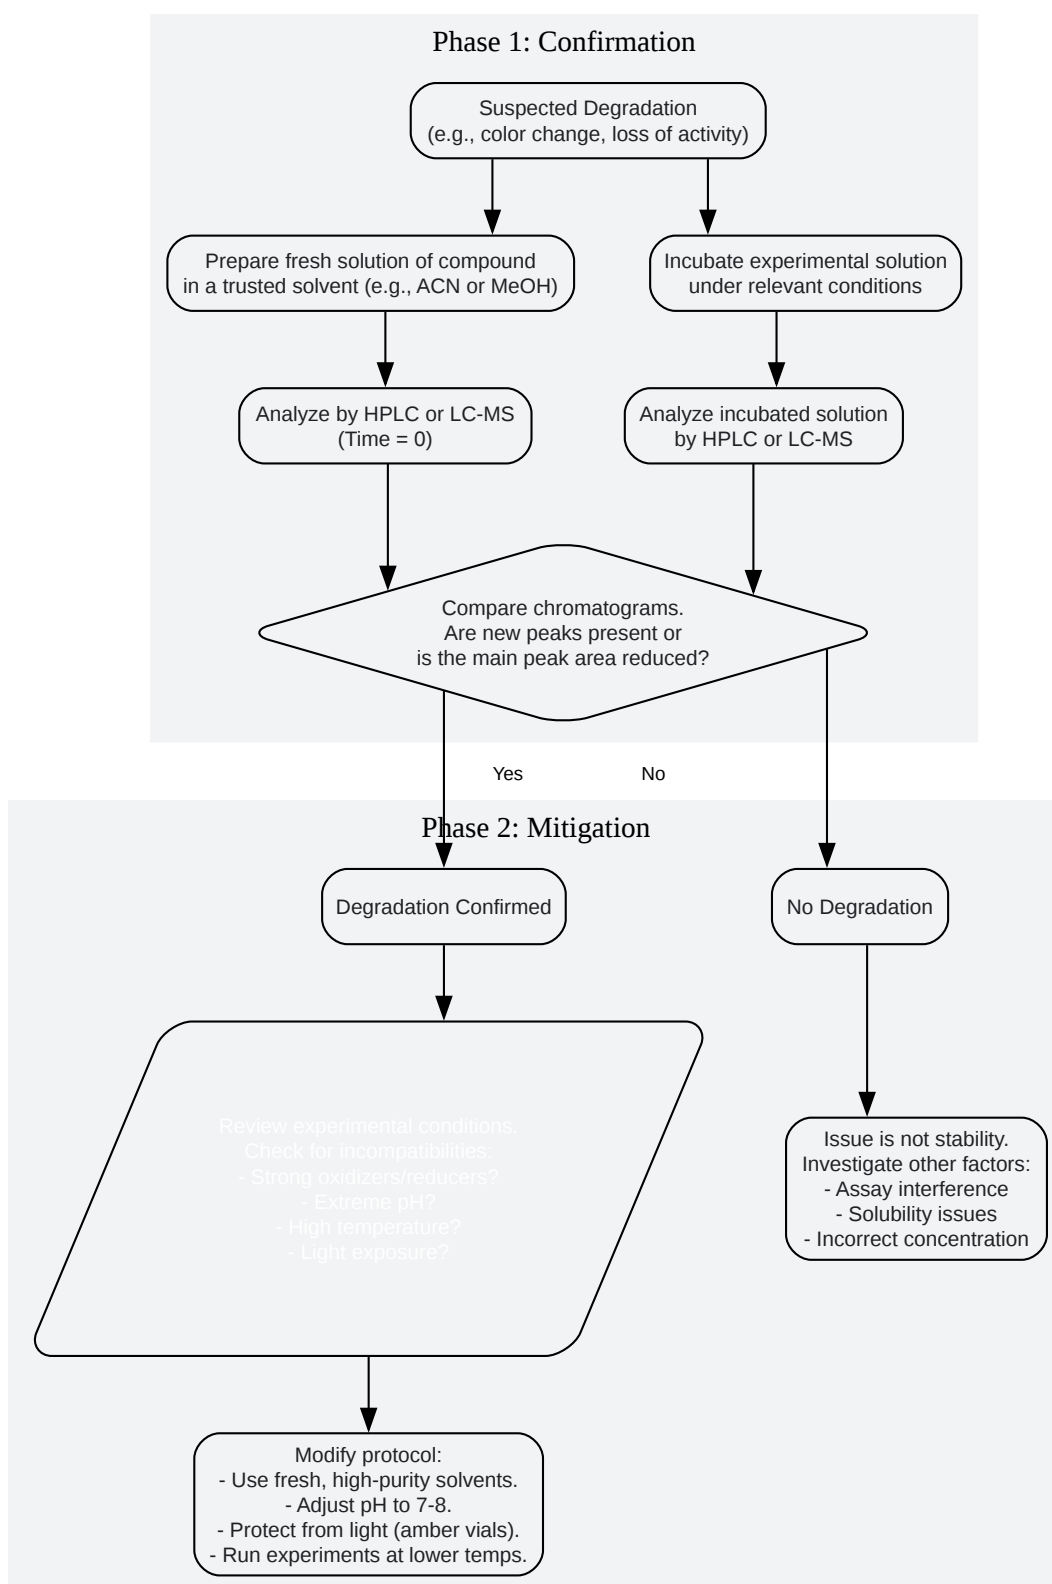 Phase 1: Confirmation
Suspected Degradation
(e.g., color change, loss of activity)
Prepare fresh solution of compound
in a trusted solvent (e.g., ACN or MeOH)
Incubate experimental solution
under relevant conditions
Analyze by HPLC or LC-MS
(Time = 0)
Analyze incubated solution
by HPLC or LC-MS
Compare chromatograms.
Are new peaks present or
is the main peak area reduced?
Yes
No
Phase 2: Mitigation
Degradation Confirmed
No Degradation
Review experimental conditions.
Check for incompatibilities:
- Strong oxidizers/reducers?
- Extreme pH?
- High temperature?
- Light exposure?
Issue is not stability.
Investigate other factors:
- Assay interference
- Solubility issues
- Incorrect concentration
Modify protocol:
- Use fresh, high-purity solvents.
- Adjust pH to 7-8.
- Protect from light (amber vials).
- Run experiments at lower temps.